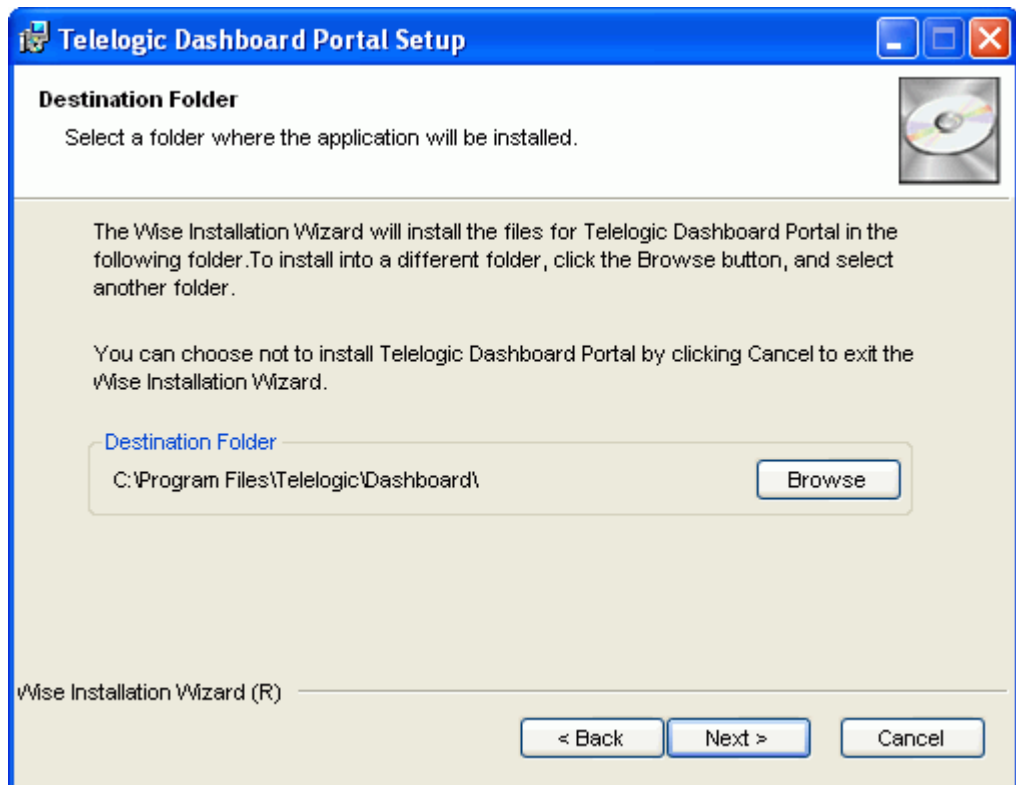 Telelogic Dashboard Portal Setup
Destination Folder
Select a folder where the application will be installed.
The Wise Installation Wizard will install the files for Telelogic Dashboard Portal in the
following folder.To install into a different folder, click the Browse button, and select
another folder.
You can choose not to install Telelogic Dashboard Portal by clicking Cancel to exit the
Wise Installation Wizard.
Destination Folder
C:\Program Files\Telelogic\Dashboard\
Browse
Wise Installation Wizard (R)
< Back
Next >
Cancel